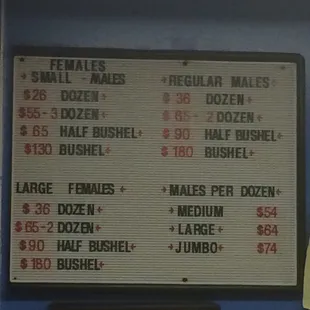 FEMALES
+ SMALL - MALES
$26 DOZEN+
$55-3 DOZEN+
$65 HALF BUSHEL+
$130 BUSHEL+
+ REGULAR MALES+
$36 DOZEN+
$65-2 DOZEN+
$90 HALF BUSHEL+
$180 BUSHEL+
LARGE FEMALES+
$36 DOZEN+
$65-2 DOZEN+
$90 HALF BUSHEL+
$180 BUSHEL+
+ MALES PER DOZEN+
+ MEDIUM $54
+ LARGE+ $64
+ JUMBO+ $74